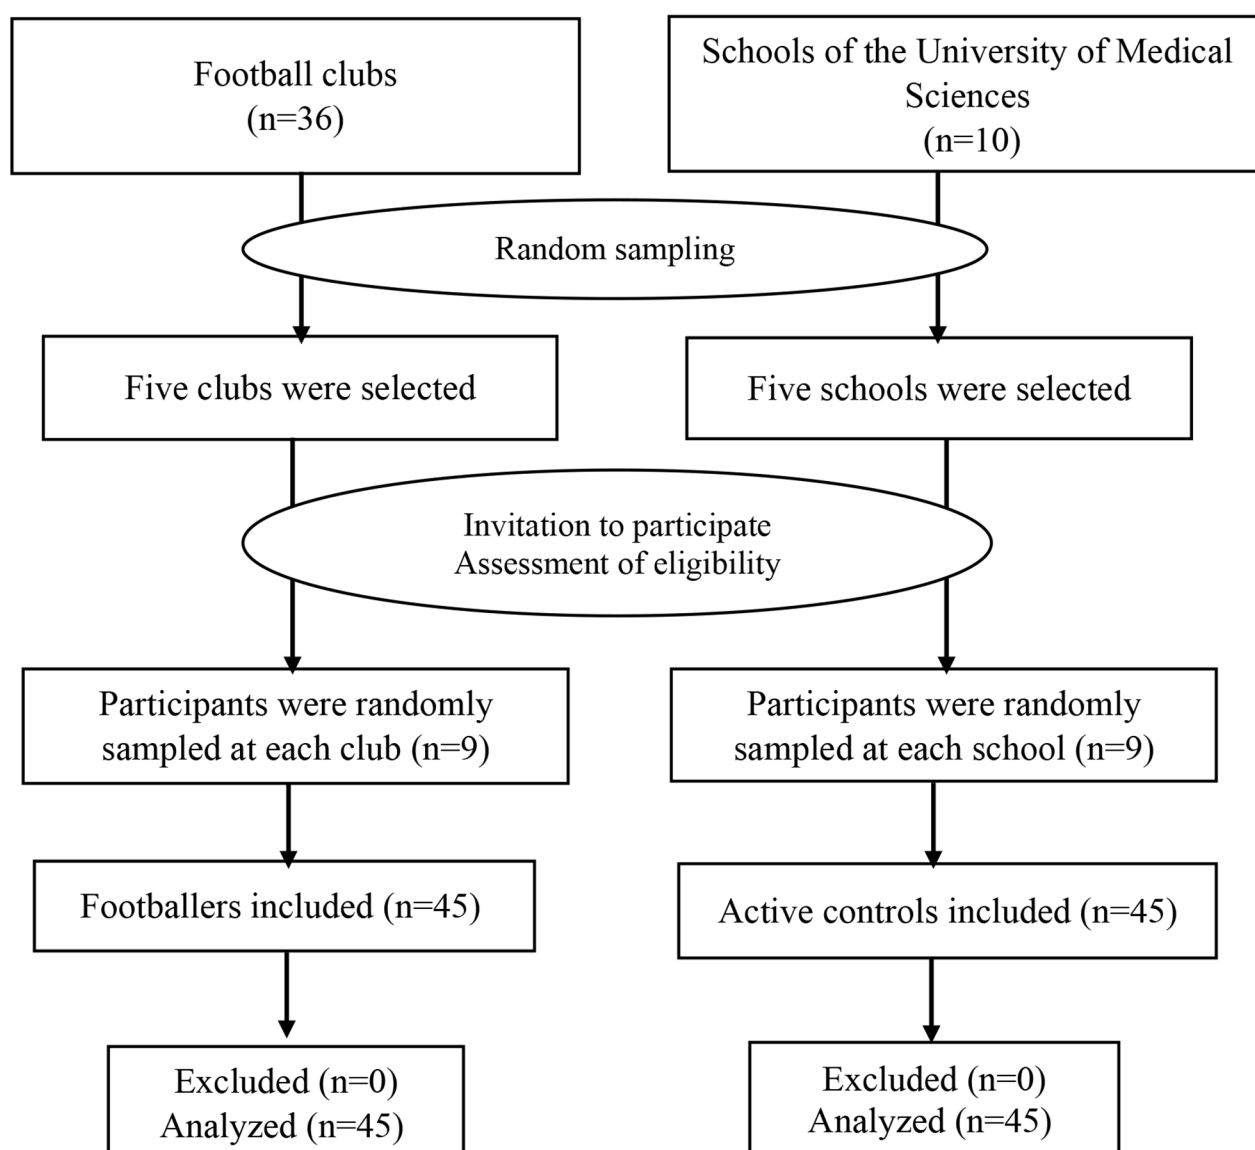 Football clubs
(n=36)
Schools of the University of Medical
Sciences
(n=10)
Random sampling
Five clubs were selected
Five schools were selected
Invitation to participate
Assessment of eligibility
Participants were randomly
sampled at each club (n=9)
Participants were randomly
sampled at each school (n=9)
Footballers included (n=45)
Active controls included (n=45)
Excluded (n=0)
Analyzed (n=45)
Excluded (n=0)
Analyzed (n=45)